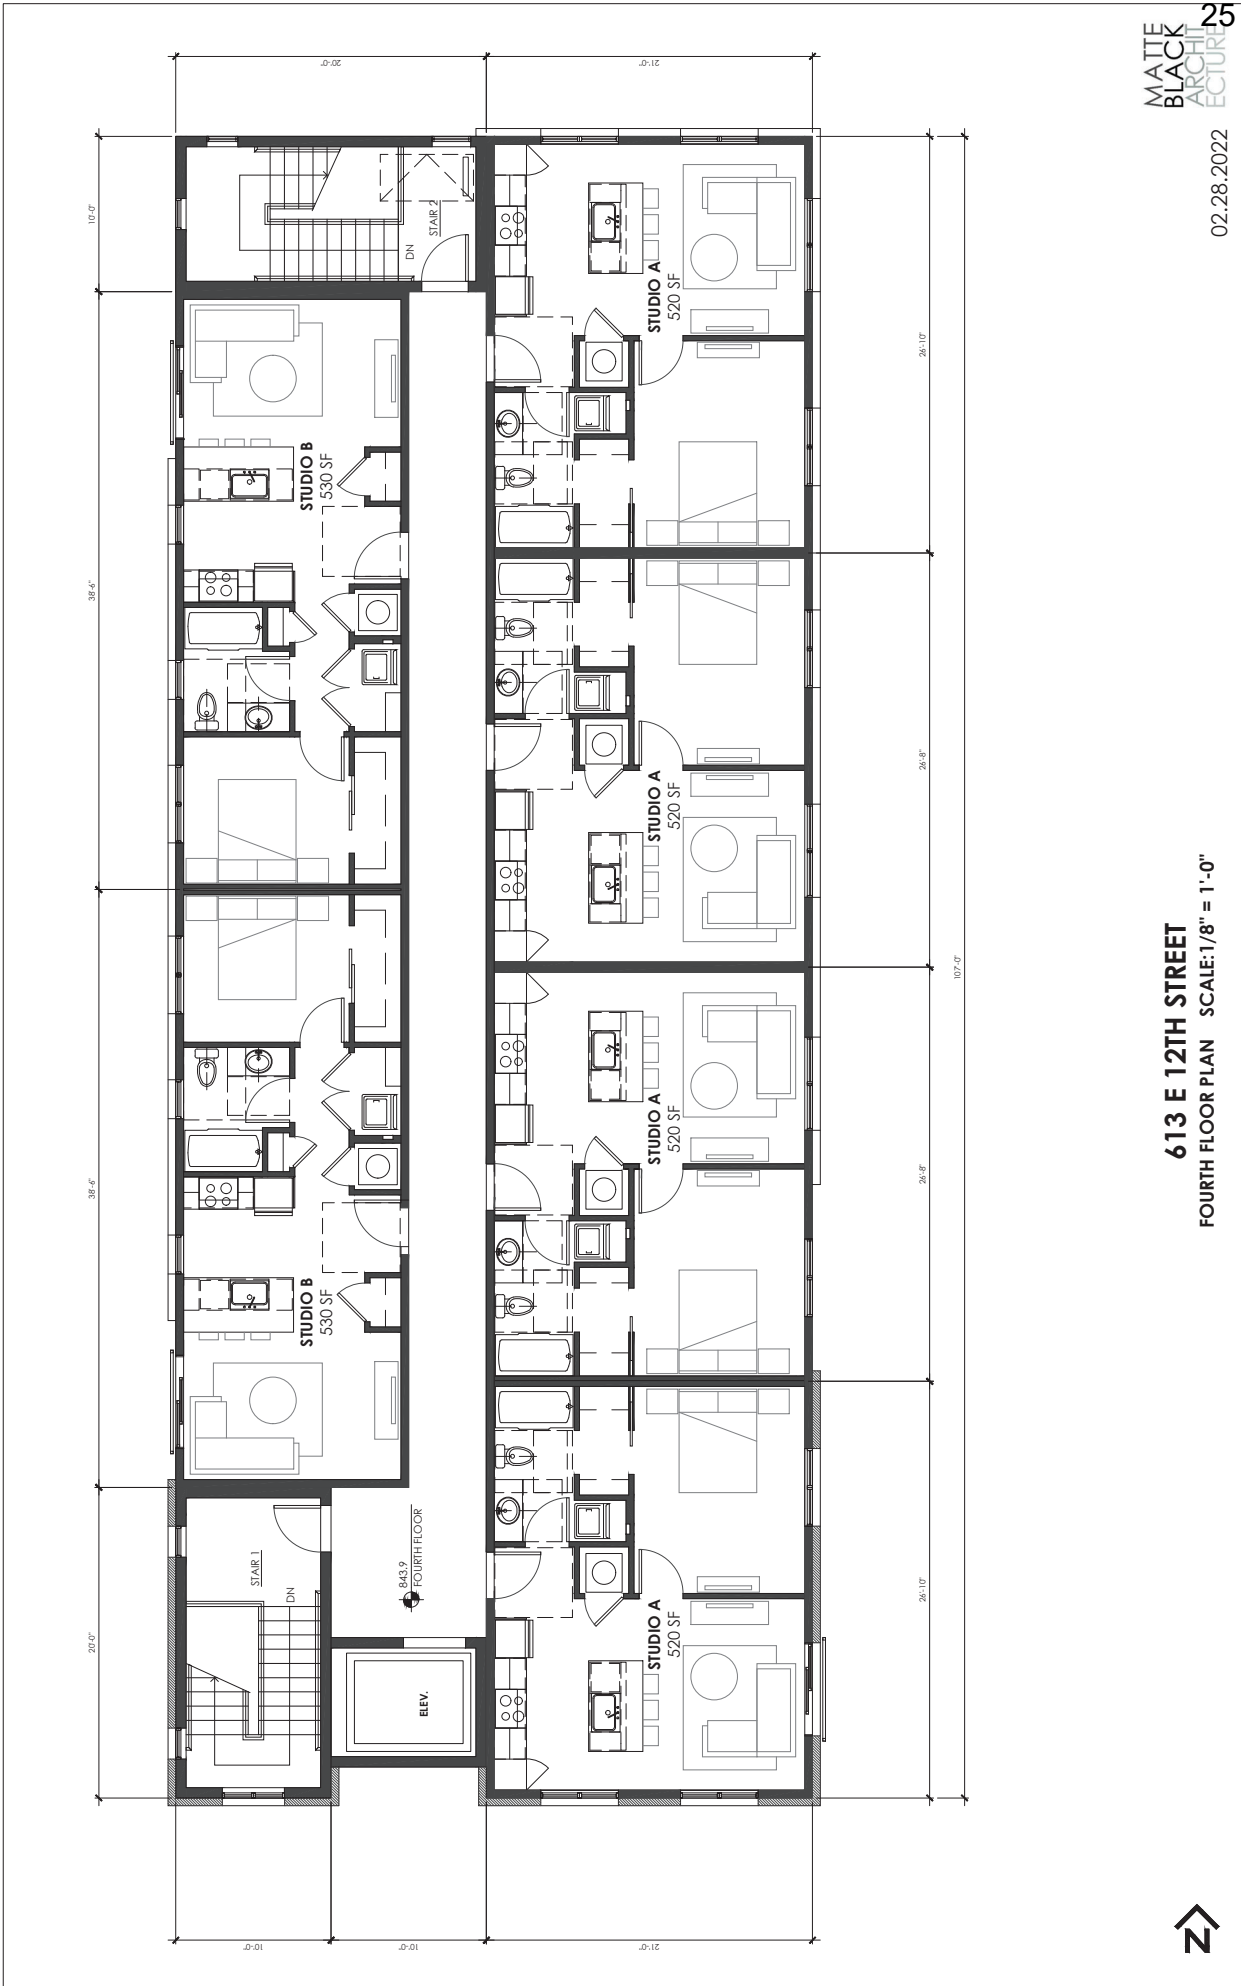 25
MATTE
BLACK
ARCHIT
ECTURE
02.28.2022
20'-0"
21'-0"
10'-0"
38'-6"
38'-6"
20'-0"
STAIR 2
DN
STUDIO B
530 SF
STUDIO B
530 SF
STAIR 1
DN
843.9
FOURTH FLOOR
ELEV.
STUDIO A
520 SF
STUDIO A
520 SF
STUDIO A
520 SF
STUDIO A
520 SF
26'-10"
26'-8"
26'-8"
26'-10"
107'-0"
10'-0"
10'-0"
21'-0"
613 E 12TH STREET
FOURTH FLOOR PLAN SCALE:1/8" = 1'-0"
N